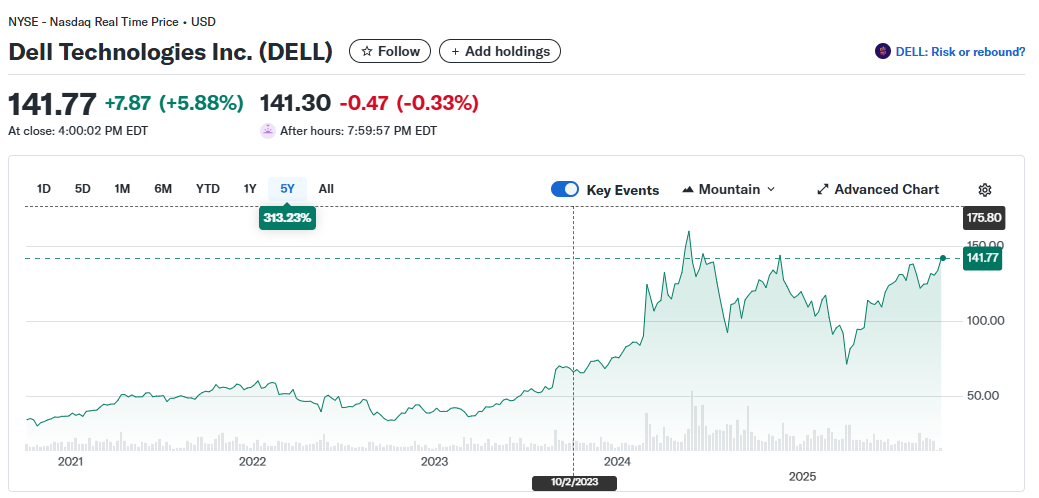 NYSE - Nasdaq Real Time Price • USD
Dell Technologies Inc. (DELL)
Follow
+ Add holdings
DELL: Risk or rebound?
141.77 +7.87 (+5.88%) 141.30 -0.47 (-0.33%)
At close: 4:00:02 PM EDT After hours: 7:59:57 PM EDT
1D 5D 1M 6M YTD 1Y 5Y All Key Events Mountain Advanced Chart
313.23%
175.80
150.00
141.77
100.00
50.00
2021 2022 2023 2024
2025
10/2/2023